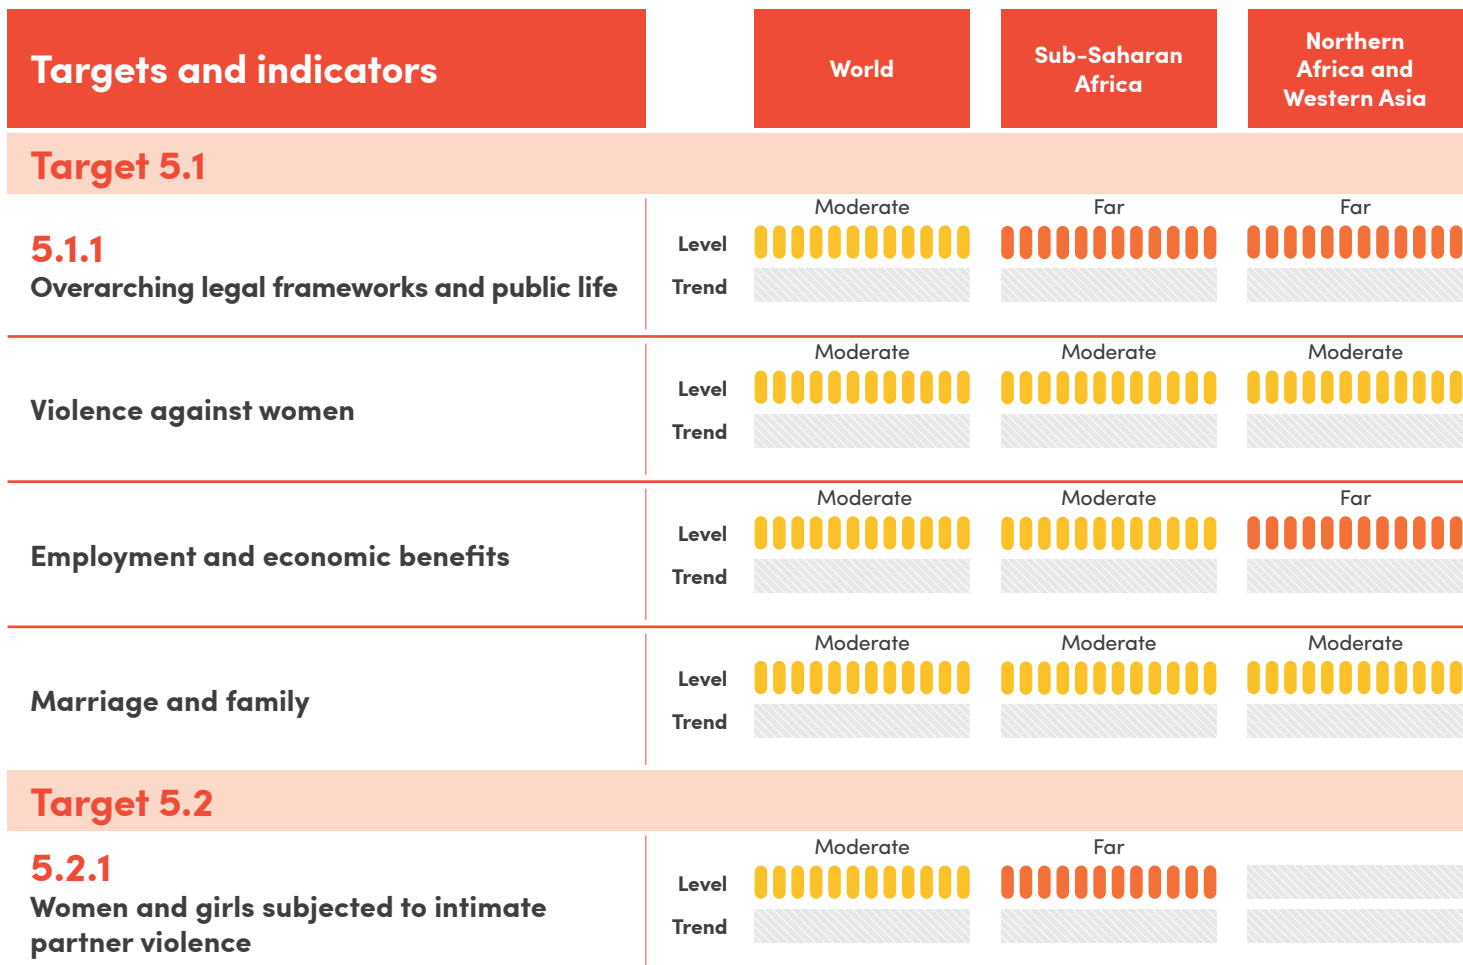 Targets and indicators
World
Sub-Saharan
Africa
Northern
Africa and
Western Asia
Target 5.1
5.1.1
Overarching legal frameworks and public life
Moderate
Far
Far
Level
Trend
Violence against women
Moderate
Moderate
Moderate
Level
Trend
Employment and economic benefits
Moderate
Moderate
Far
Level
Trend
Marriage and family
Moderate
Moderate
Moderate
Level
Trend
Target 5.2
5.2.1
Women and girls subjected to intimate
partner violence
Moderate
Far
Level
Trend